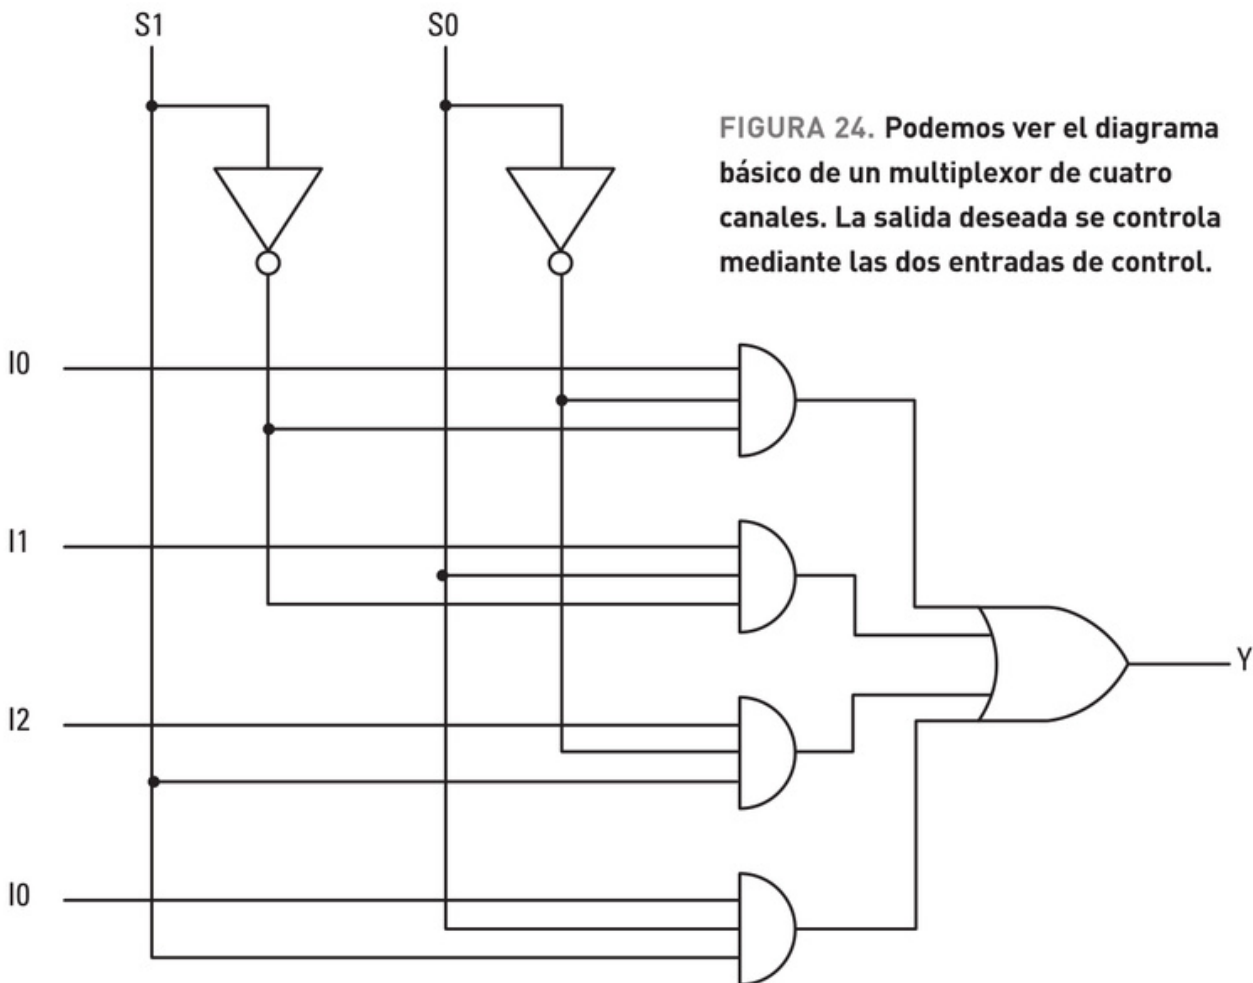 S1
S0
FIGURA 24. Podemos ver el diagrama
básico de un multiplexor de cuatro
canales. La salida deseada se controla
mediante las dos entradas de control.
I0
I1
Y
I2
I0